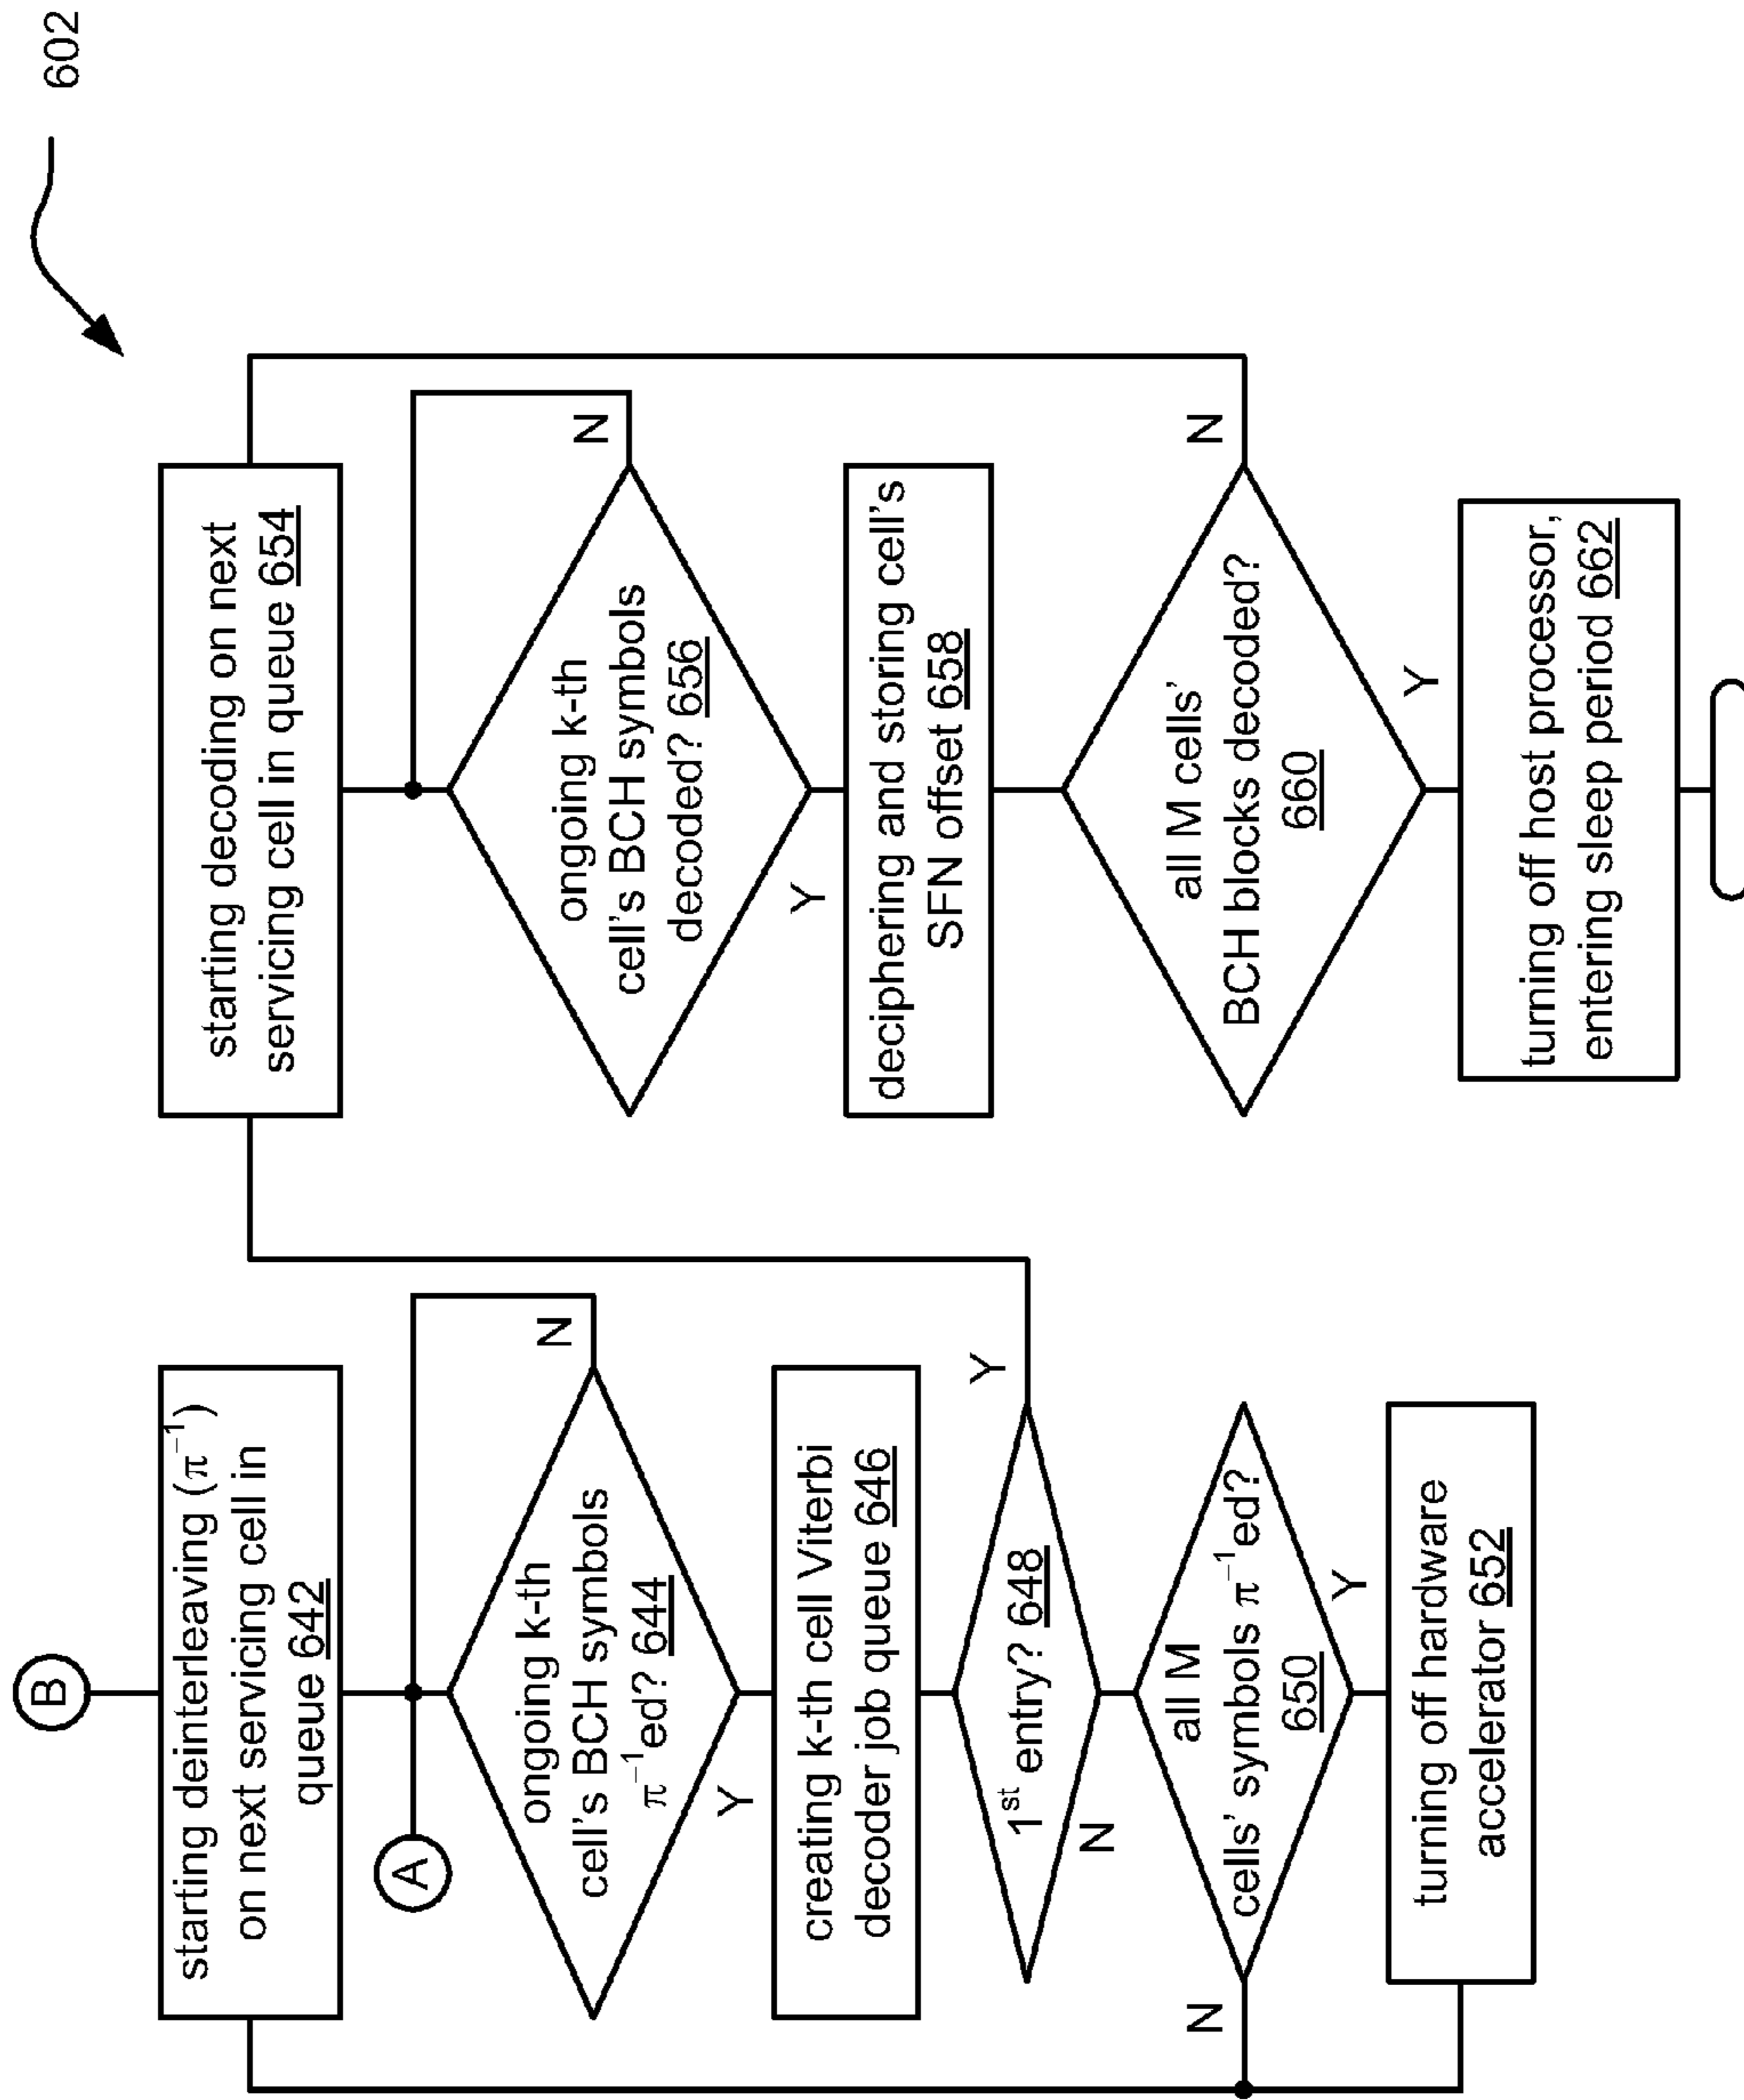 602
B
starting deinterleaving (π⁻¹)
on next servicing cell in
queue 642
A
ongoing k-th
cell's BCH symbols
π⁻¹ed? 644
N
Y
creating k-th cell Viterbi
decoder job queue 646
1st entry? 648
Y
N
all M
cells' symbols π⁻¹ed?
650
N
Y
turning off hardware
accelerator 652
starting decoding on next
servicing cell in queue 654
ongoing k-th
cell's BCH symbols
decoded? 656
N
Y
deciphering and storing cell's
SFN offset 658
all M cells'
BCH blocks decoded?
660
N
Y
turning off host processor,
entering sleep period 662